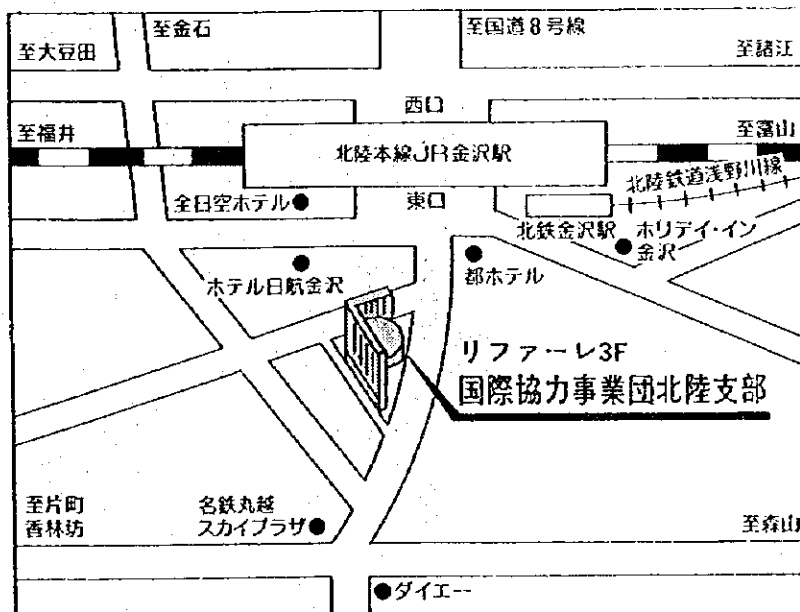 至大豆田
至金石
至国道8号線
至諸江
西口
至福井
至富山
北陸本線JR金沢駅
北陸鉄道浅野川線
全日空ホテル
東口
北鉄金沢駅
ホリデイ・イン
金沢
ホテル日航金沢
都ホテル
リファーレ3F
国際協力事業団北陸支部
至片町
香林坊
名鉄丸越
スカイプラザ
至森山
ダイエー